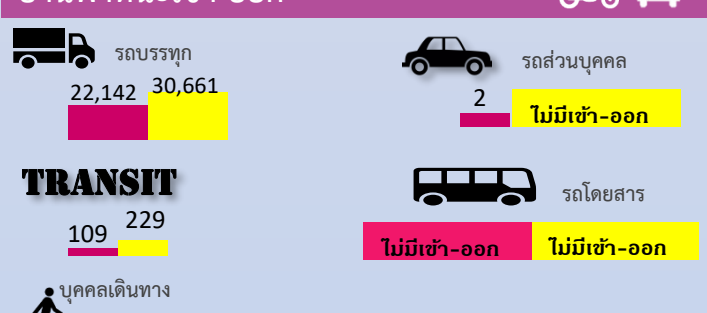 รถบรรทุก
22,142 30,661
รถส่วนบุคคล
2
ไม่มีเข้า-ออก
TRANSIT
109 229
รถโดยสาร
ไม่มีเข้า-ออก ไม่มีเข้า-ออก
บุคคลเดินทาง